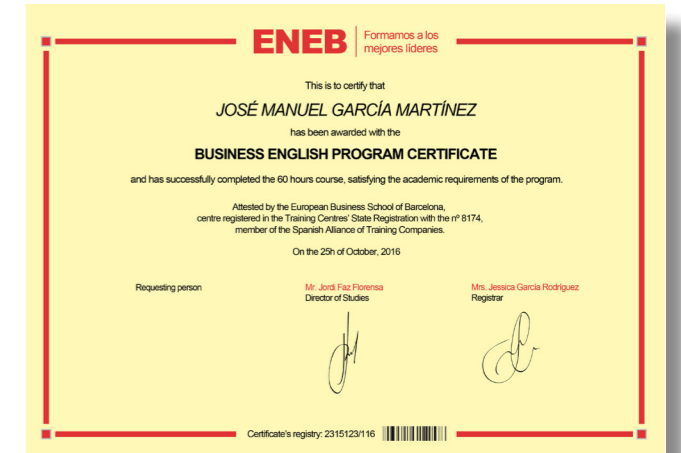 ENEB
Formamos a los
mejores líderes
This is to certify that
JOSÉ MANUEL GARCÍA MARTÍNEZ
has been awarded with the
BUSINESS ENGLISH PROGRAM CERTIFICATE
and has successfully completed the 60 hours course, satisfying the academic requirements of the program.
Attested by the European Business School of Barcelona,
centre registered in the Training Centres' State Registration with the nº 8174,
member of the Spanish Alliance of Training Companies.
On the 25h of October, 2016
Requesting person
Mr. Jordi Faz Florensa
Director of Studies
Mrs. Jessica García Rodríguez
Registrar
Certificate's registry: 2315123/116